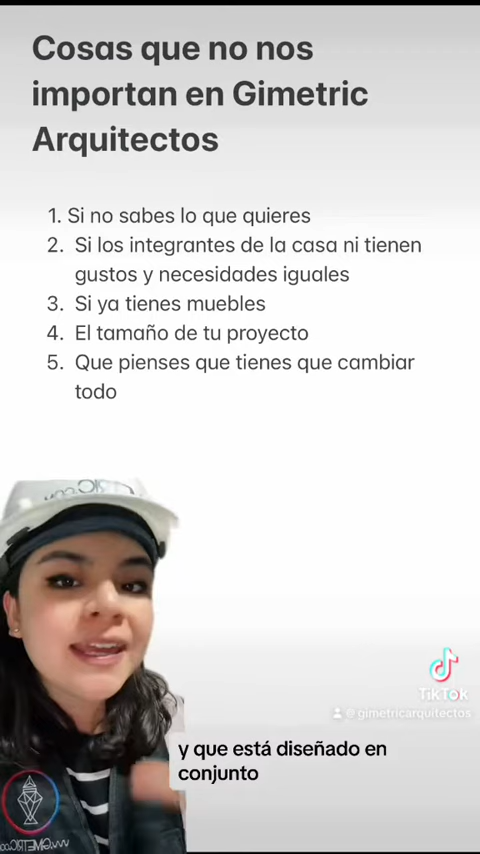 Cosas que no nos
importan en Gimetric
Arquitectos
1. Si no sabes lo que quieres
2. Si los integrantes de la casa ni tienen
gustos y necesidades iguales
3. Si ya tienes muebles
4. El tamaño de tu proyecto
5. Que pienses que tienes que cambiar
todo
TikTok
@gimetricarquitectos
y que está diseñado en
conjunto